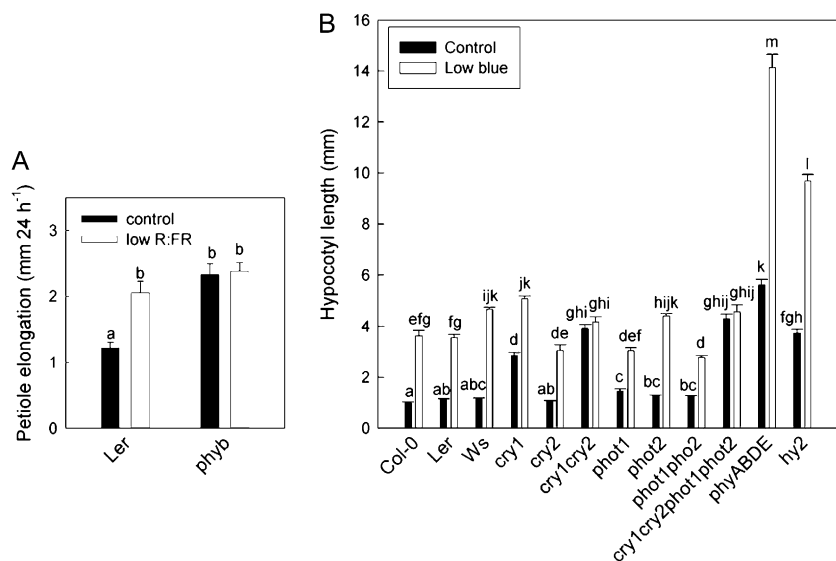 A
Petiole elongation (mm 24 h-1)
3
2
1
0
control
low R:FR
a
b
b
b
Ler
phyb
B
Hypocotyl length (mm)
16
14
12
10
8
6
4
2
0
Control
Low blue
a
efg
ab
fg
abc
ijk
d
jk
ab
de
ghi
ghi
c
def
bc
hijk
bc
d
ghij
ghij
k
m
fgh
l
Col-0
Ler
Ws
cry1
cry2
cry1cry2
phot1
phot2
phot1pho2
cry1cry2phot1phot2
phyABDE
hy2